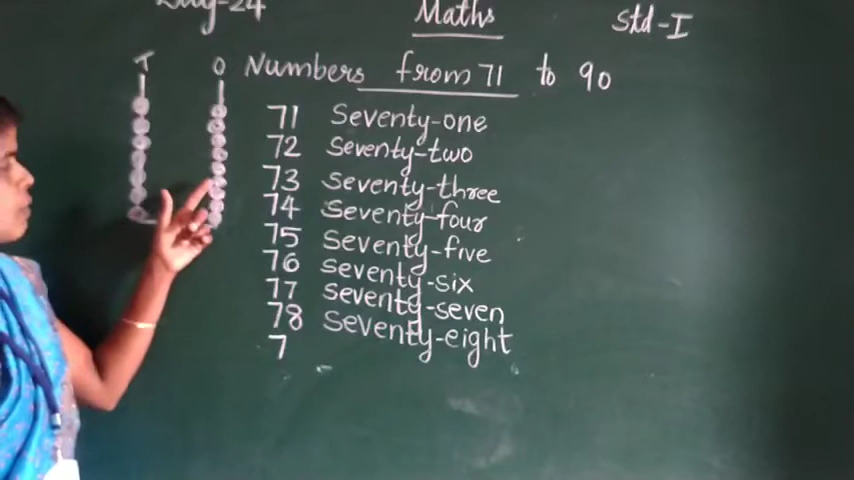 Day-24 Maths Std-I
T O Numbers from 71 to 90
71 Seventy-one
72 Seventy-two
73 Seventy-three
74 Seventy-four
75 Seventy-five
76 Seventy-six
77 Seventy-seven
78 Seventy-eight
7